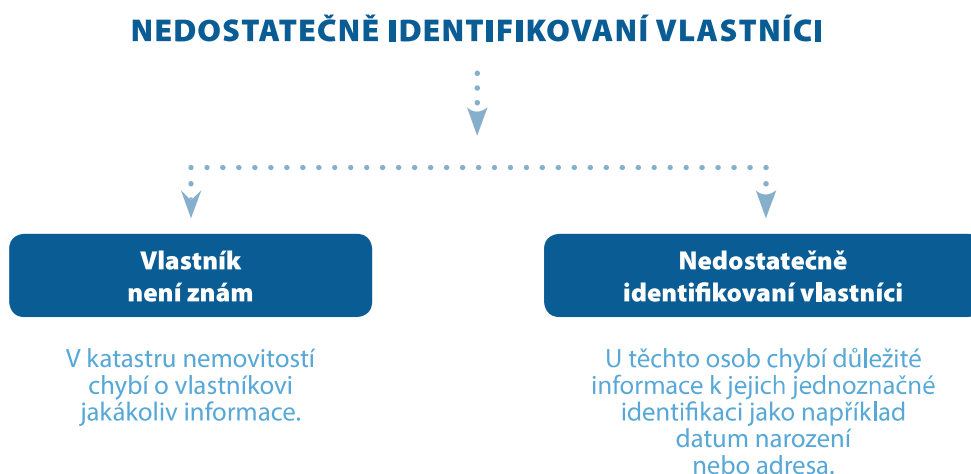 NEDOSTATEČNĚ IDENTIFIKOVANÍ VLASTNÍCI
Vlastník
není znám
V katastru nemovitostí
chybí o vlastníkovi
jakákoliv informace.
Nedostatečně
identifikovaní vlastníci
U těchto osob chybí důležité
informace k jejich jednoznačné
identifikaci jako například
datum narození
nebo adresa.